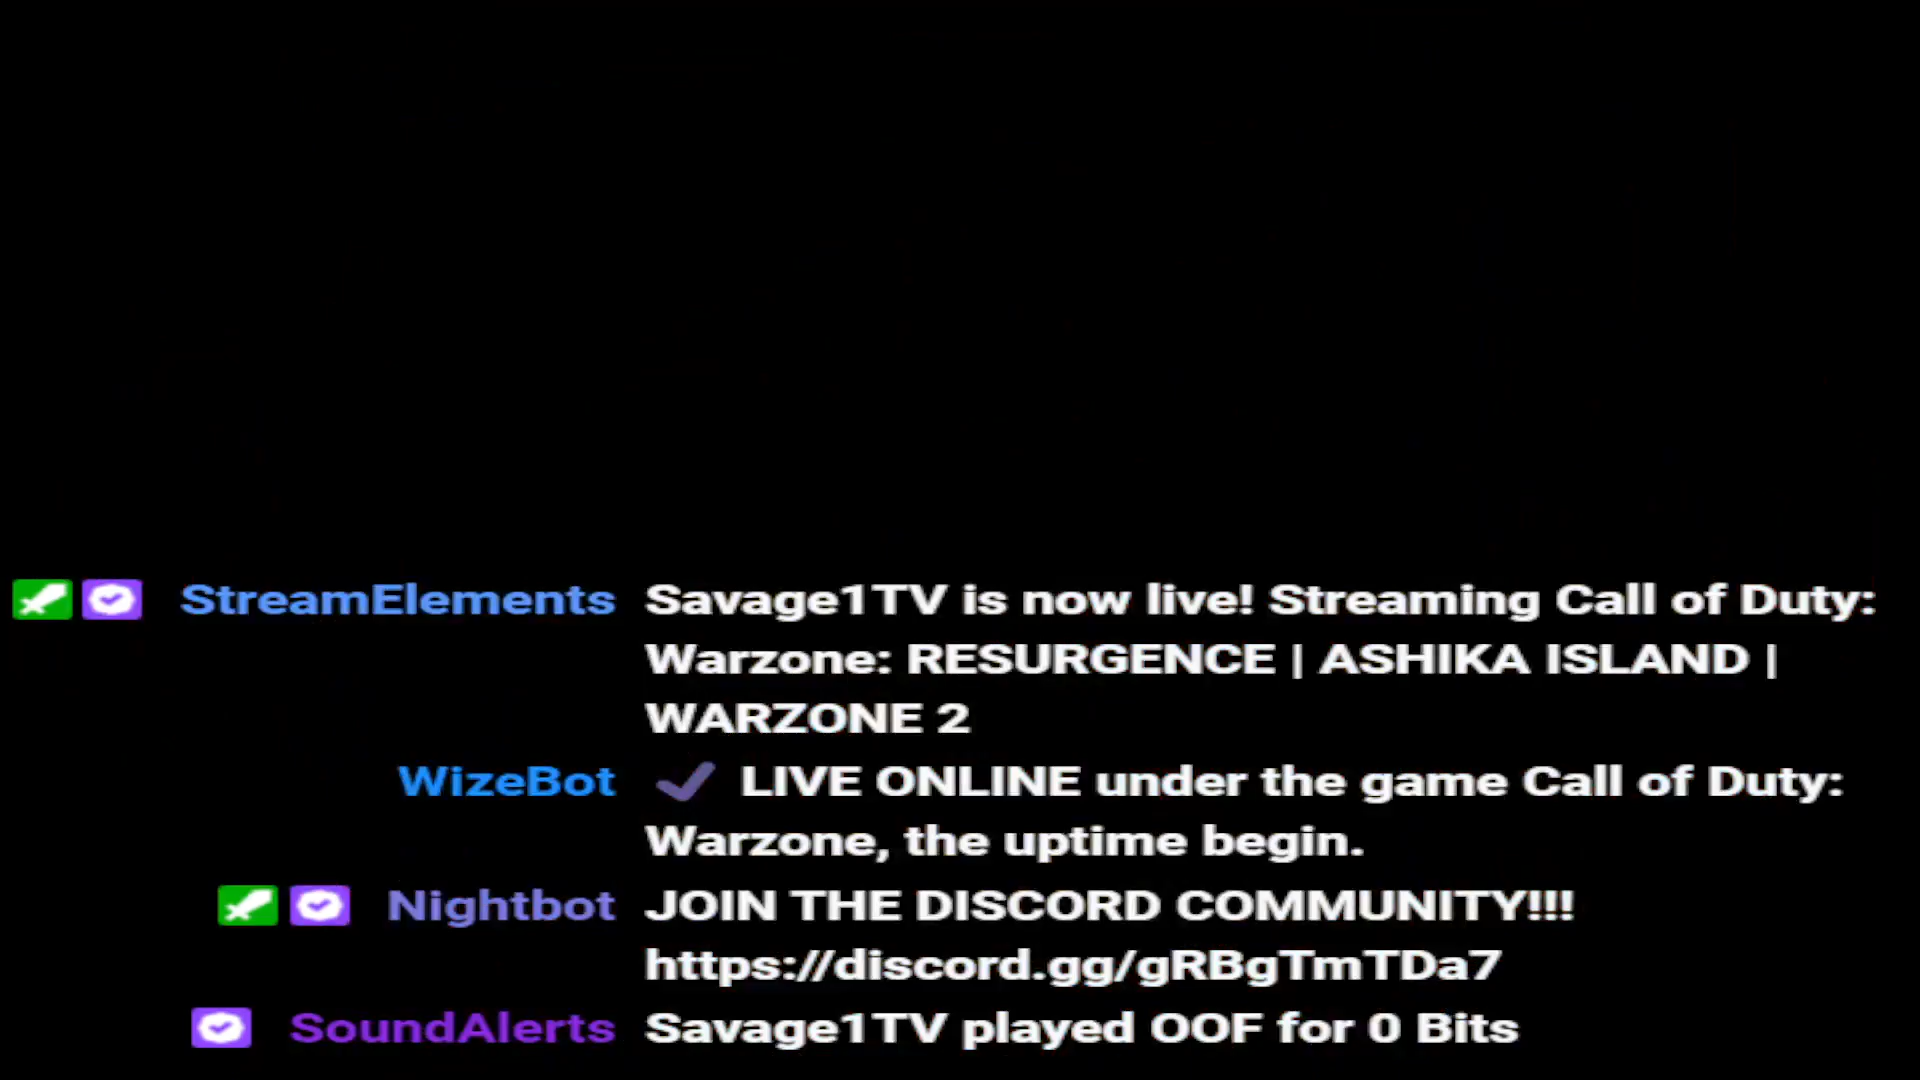 StreamElements Savage1TV is now live! Streaming Call of Duty:
Warzone: RESURGENCE | ASHIKA ISLAND |
WARZONE 2
WizeBot ✔ LIVE ONLINE under the game Call of Duty:
Warzone, the uptime begin.
Nightbot JOIN THE DISCORD COMMUNITY!!!
https://discord.gg/gRBgTmTDa7
SoundAlerts Savage1TV played OOF for 0 Bits